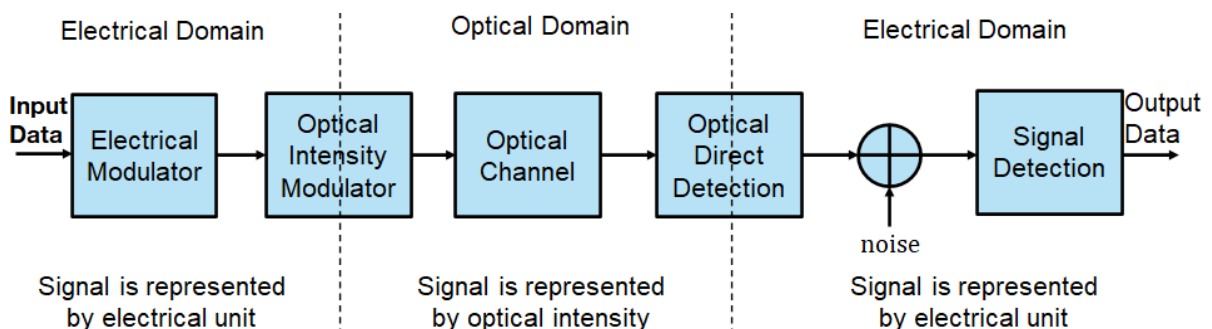 Electrical Domain
Optical Domain
Electrical Domain
Input
Data
Electrical
Modulator
Optical
Intensity
Modulator
Optical
Channel
Optical
Direct
Detection
noise
Signal
Detection
Output
Data
Signal is represented
by electrical unit
Signal is represented
by optical intensity
Signal is represented
by electrical unit